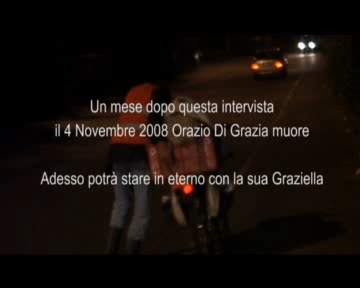 Un mese dopo questa intervista
il 4 Novembre 2008 Orazio Di Grazia muore
Adesso potrà stare in eterno con la sua Graziella